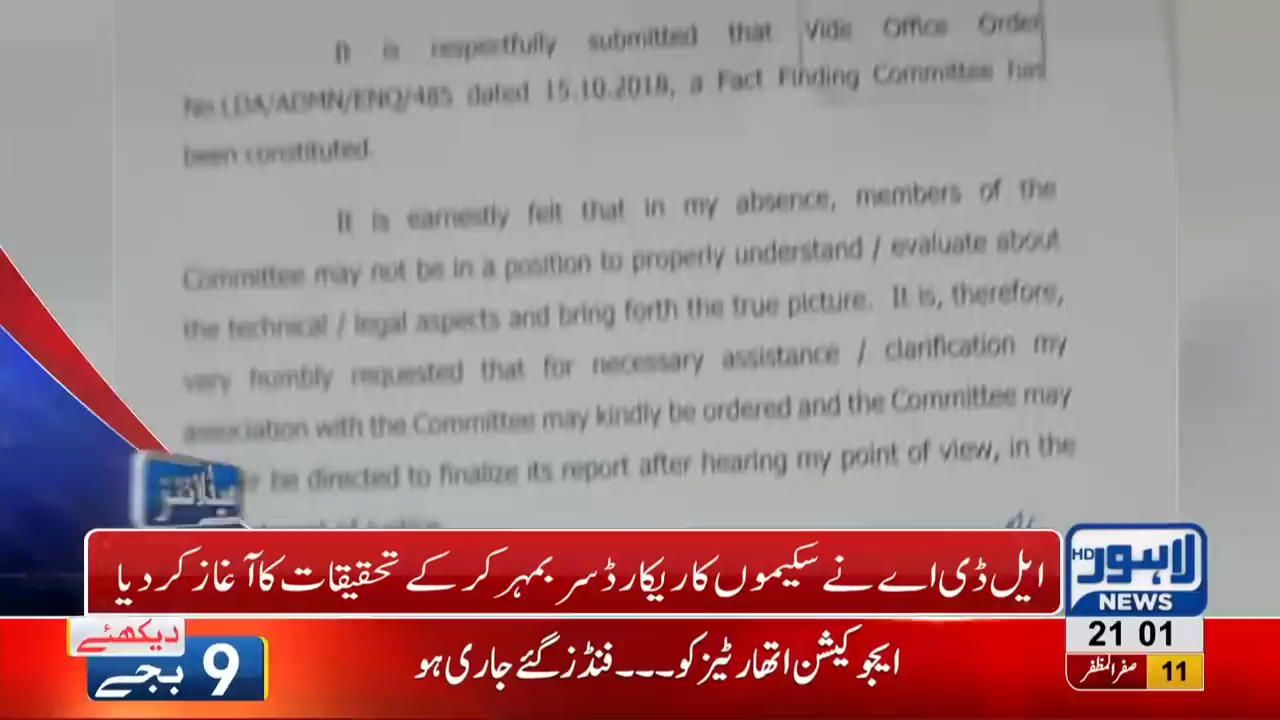 It is respectfully submitted that Vide Office Order
No.LDA/ADMN/ENQ/485 dated 15.10.2018, a Fact Finding Committee has
been constituted.
It is earnestly felt that in my absence, members of the
Committee may not be in a position to properly understand / evaluate about
the technical / legal aspects and bring forth the true picture. It is, therefore,
very humbly requested that for necessary assistance / clarification my
association with the Committee may kindly be ordered and the Committee may
be directed to finalize its report after hearing my point of view, in the
ہیڈلائنز
ایل ڈی اے نے سکیموں کا ریکارڈ سر بمہر کر کے تحقیقات کا آغاز کر دیا
HD لاہور
NEWS
21 01
11 صفر المظفر
دیکھئے
9 بجے
ایجوکیشن اتھارٹیز کو ۔۔۔ فنڈز گئے جاری ہو